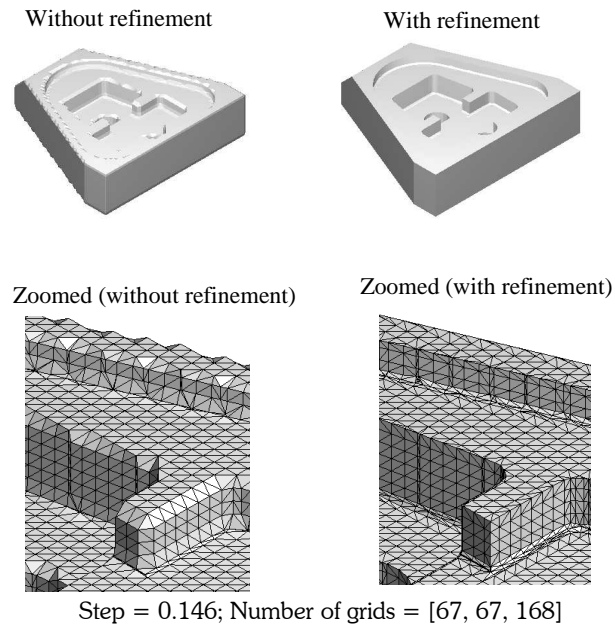 Without refinement
With refinement
Zoomed (without refinement)
Zoomed (with refinement)
Step = 0.146; Number of grids = [67, 67, 168]